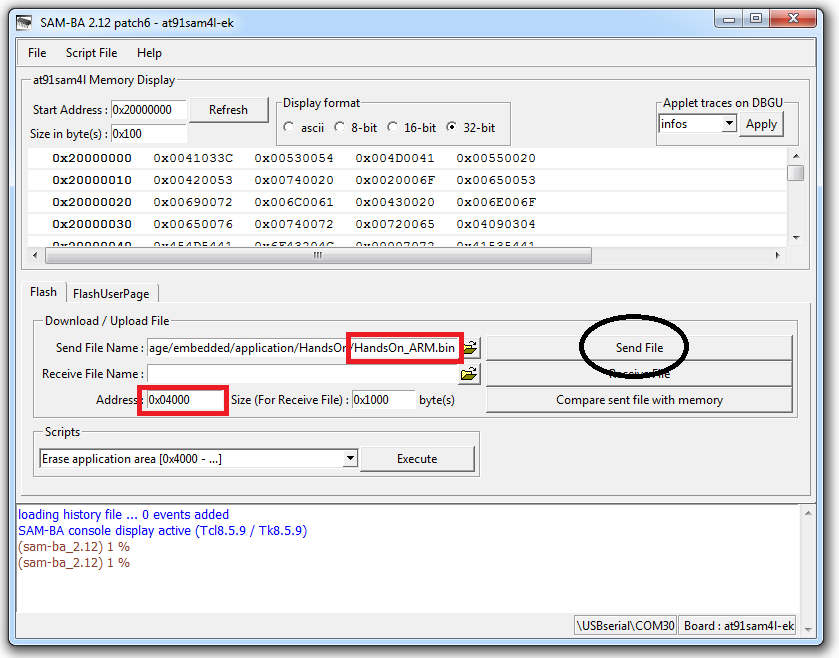 SAM-BA 2.12 patch6 - at91sam4l-ek
File Script File Help
at91sam4l Memory Display
Start Address : 0x20000000 Refresh
Size in byte(s) : 0x100
Display format
ascii 8-bit 16-bit 32-bit
Applet traces on DBGU
infos Apply
0x20000000 0x0041033C 0x00530054 0x004D0041 0x00550020
0x20000010 0x00420053 0x00740020 0x0020006F 0x00650053
0x20000020 0x00690072 0x006C0061 0x00430020 0x006E006F
0x20000030 0x00650076 0x00740072 0x00720065 0x04090304
0x20000040 0x454D5441 0x6E43204C 0x00007072 0x41535441
Flash FlashUserPage
Download / Upload File
Send File Name : age/embedded/application/HandsOn/HandsOn_ARM.bin Send File
Receive File Name : Receive File
Address : 0x04000 Size (For Receive File) : 0x1000 byte(s) Compare sent file with memory
Scripts
Erase application area [0x4000 - ...] Execute
loading history file ... 0 events added
SAM-BA console display active (Tcl8.5.9 / Tk8.5.9)
(sam-ba_2.12) 1 %
(sam-ba_2.12) 1 %
\USBserial\COM30 Board : at91sam4l-ek